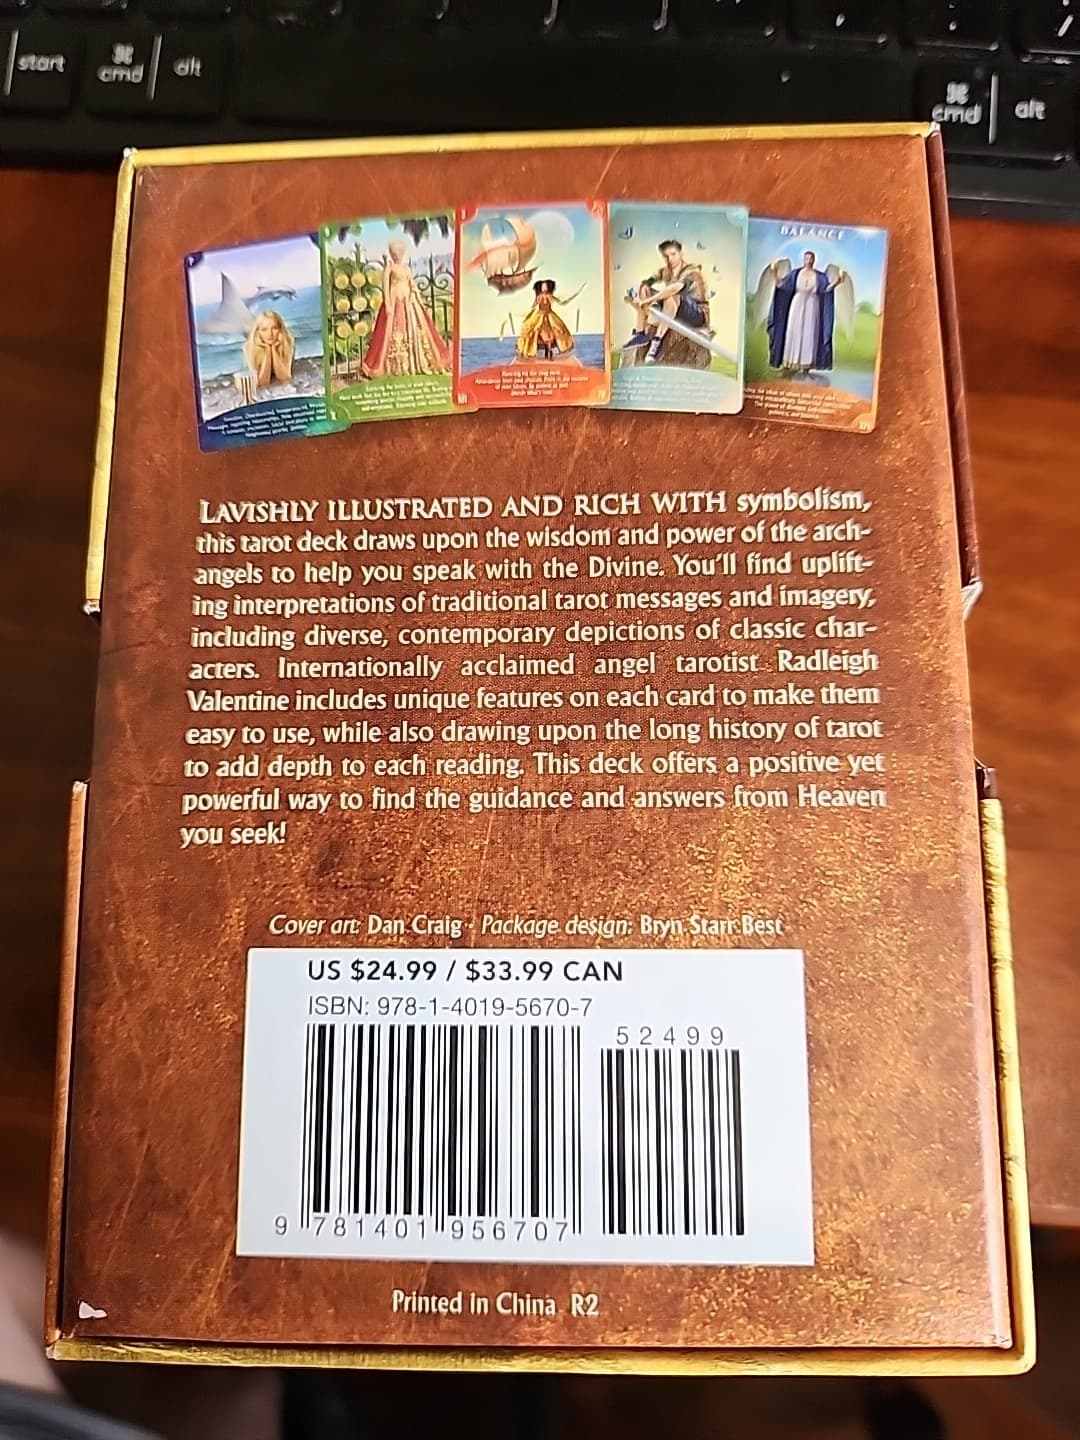 start
cmd
alt
cmd
alt
BALANCE
LAVISHLY ILLUSTRATED AND RICH WITH symbolism,
this tarot deck draws upon the wisdom and power of the arch-
angels to help you speak with the Divine. You'll find uplift-
ing interpretations of traditional tarot messages and imagery,
including diverse, contemporary depictions of classic char-
acters. Internationally acclaimed angel tarotist Radleigh
Valentine includes unique features on each card to make them
easy to use, while also drawing upon the long history of tarot
to add depth to each reading. This deck offers a positive yet
powerful way to find the guidance and answers from Heaven
you seek!
Cover art: Dan Craig · Package design: Bryn Starr Best
US $24.99 / $33.99 CAN
ISBN: 978-1-4019-5670-7
52499
9 781401 956707
Printed in China R2